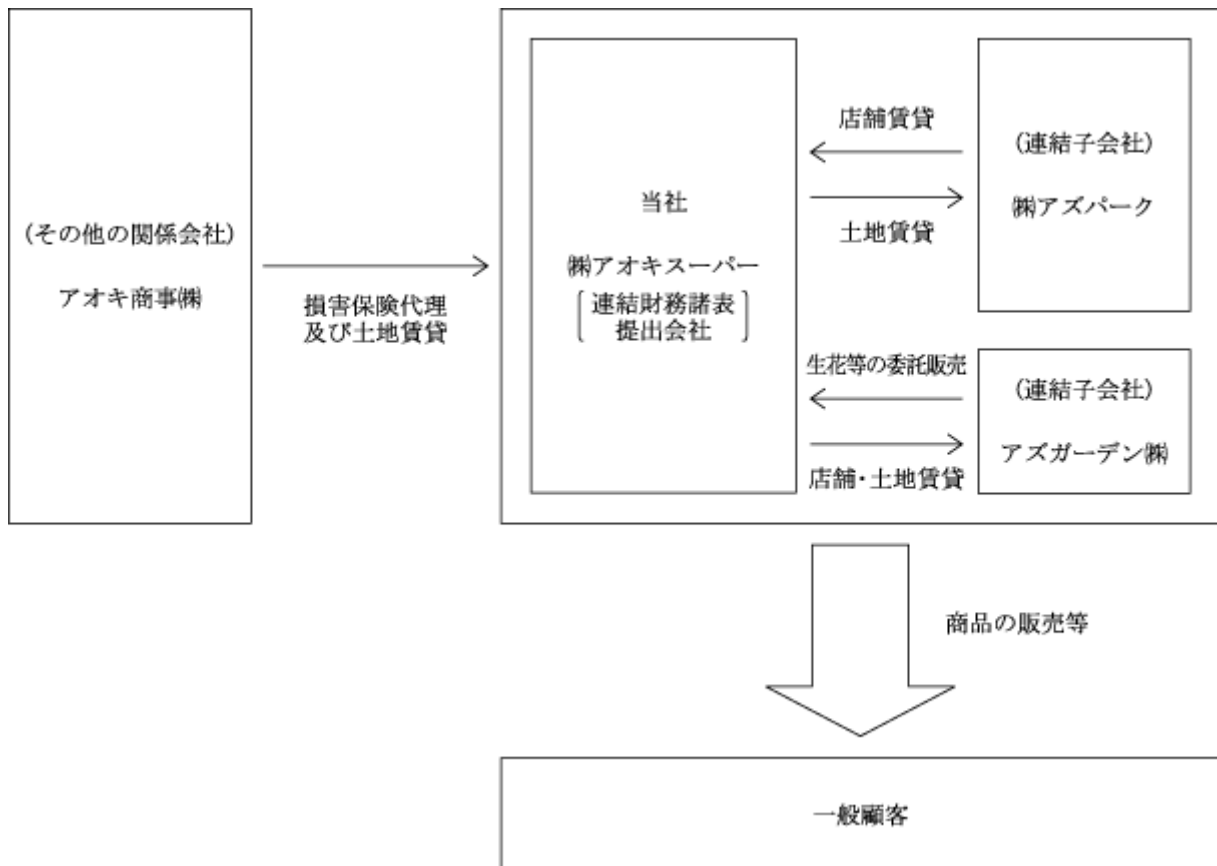 (その他の関係会社)
アオキ商事㈱
損害保険代理
及び土地賃貸
当社
㈱アオキスーパー
連結財務諸表
提出会社
店舗賃貸
土地賃貸
(連結子会社)
㈱アズパーク
生花等の委託販売
店舗・土地賃貸
(連結子会社)
アズガーデン㈱
商品の販売等
一般顧客